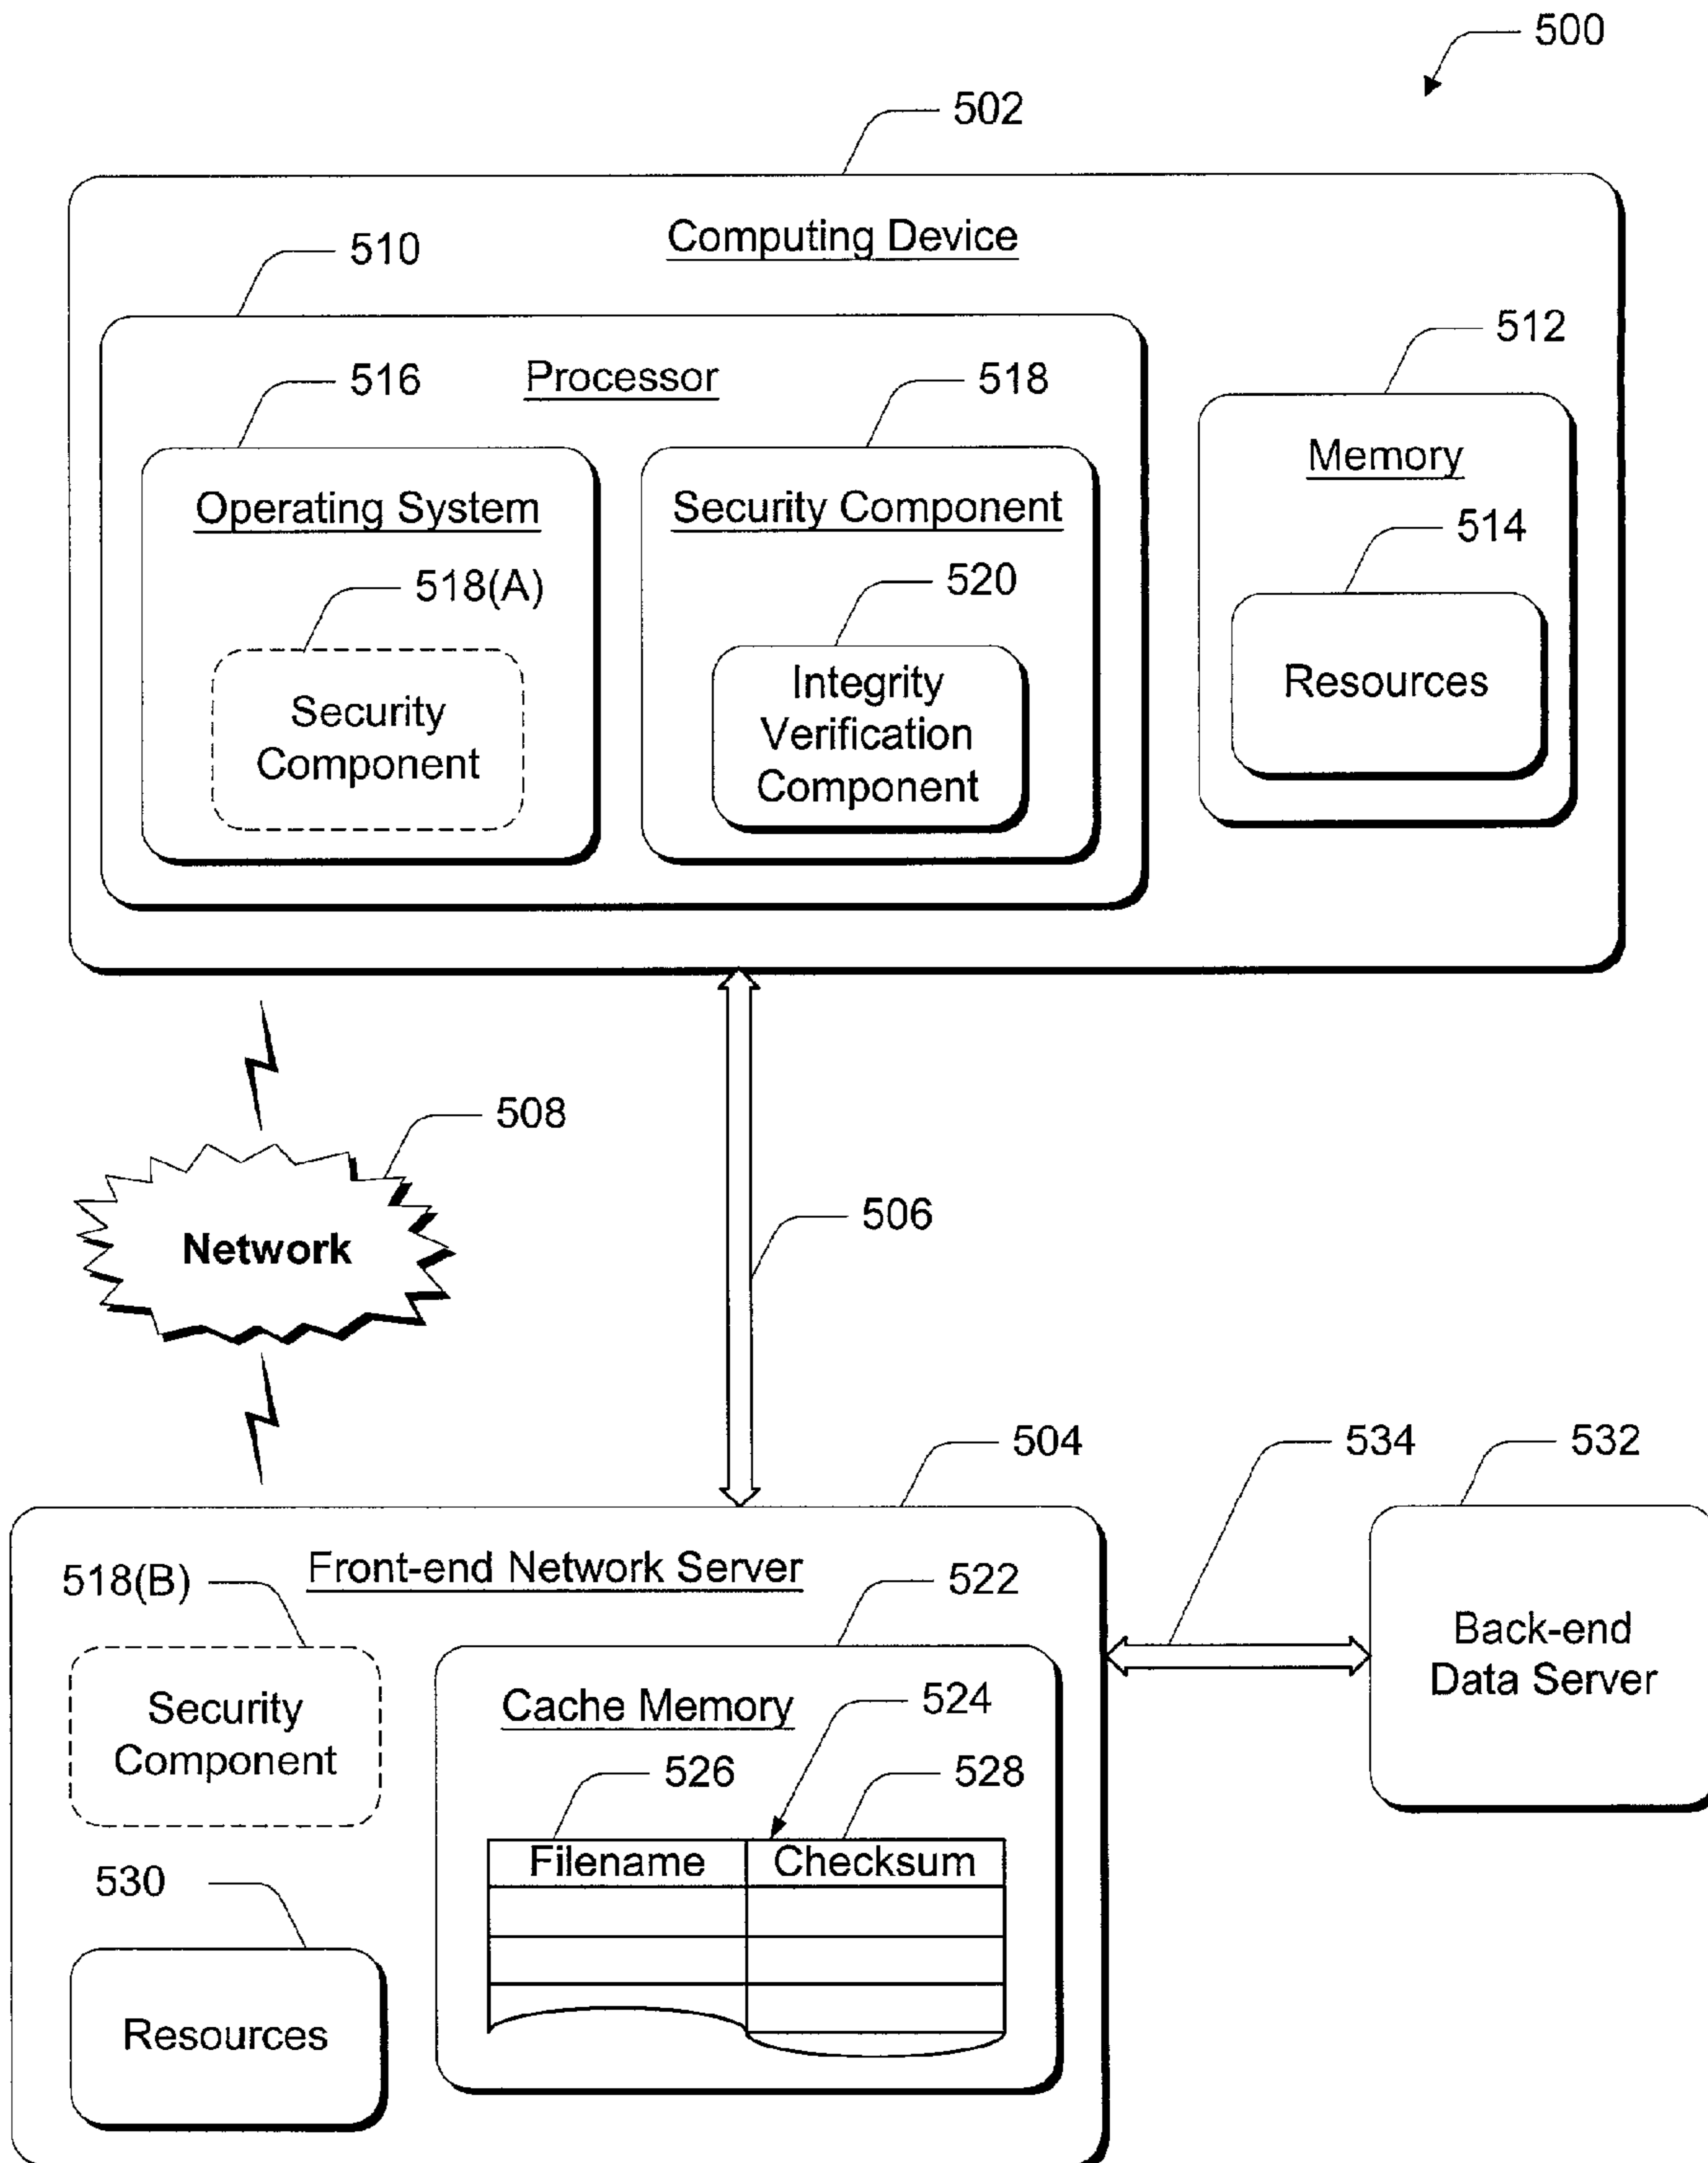 500
502
Computing Device
510
Processor
512
516
518
Memory
Operating System
Security Component
514
518(A)
520
Security
Component
Integrity
Verification
Component
Resources
508
Network
506
504
534
532
Front-end Network Server
518(B)
522
Back-end
Data Server
Security
Component
Cache Memory
524
526
528
Filename Checksum
530
Resources